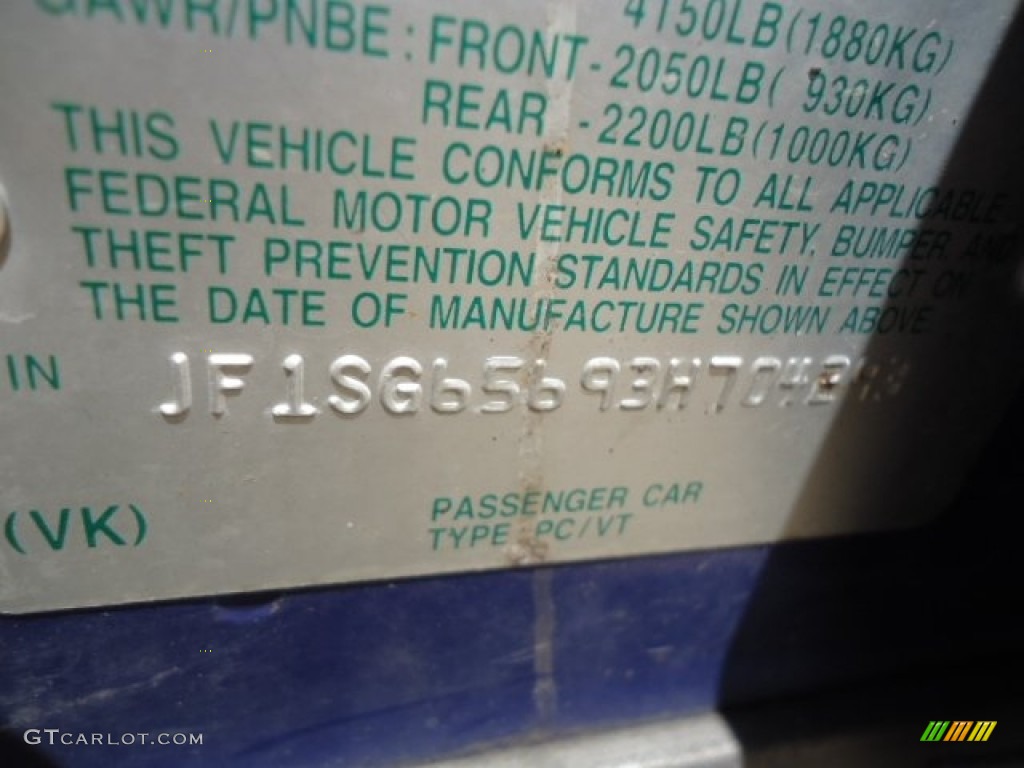 4150LB(1880KG)
GAWR/PNBE: FRONT-2050LB( 930KG)
REAR -2200LB(1000KG)
THIS VEHICLE CONFORMS TO ALL APPLICABLE
FEDERAL MOTOR VEHICLE SAFETY, BUMPER, AND
THEFT PREVENTION STANDARDS IN EFFECT ON
THE DATE OF MANUFACTURE SHOWN ABOVE.
IN
PASSENGER CAR
(VK) TYPE PC/VT
GTCARLOT.COM